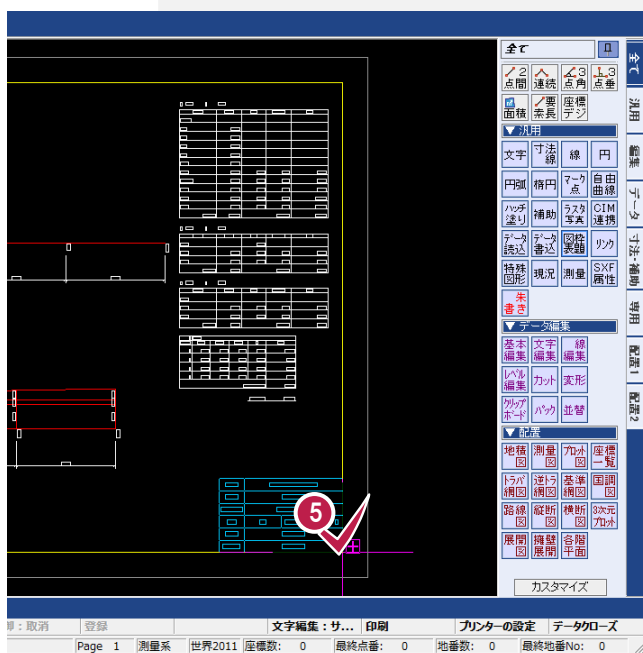 全て
2点間 連続 3点角 3点垂
面積 要素長 座標デジ
▼ 汎用
文字 寸法線 線 円
円弧 楕円 マーク点 自由曲線
ハッチ塗り 補助 ラスタ写真 CIM連携
データ読込 データ書込 図枠表題 リンク
特殊図形 現況 測量 SXF属性
朱書き
▼ データ編集
基本編集 文字編集 線編集
レベル編集 カット 変形
クリップボード パック 並替
▼ 配置
地積図 測量図 プロット図 座標一覧
トラバ網図 逆トラ網図 基準網図 国調図
路線図 縦断図 横断図 3次元プロット
展開図 擁壁展開 各階平面
カスタマイズ
全て
汎用
編集
データ
寸法・補助
専用
配置1
配置2
5
:取消 登録 文字編集:サ... 印刷 プリンターの設定 データクローズ
Page 1 測量系 世界2011 座標数: 0 最終点番: 0 地番数: 0 最終地番No: 0